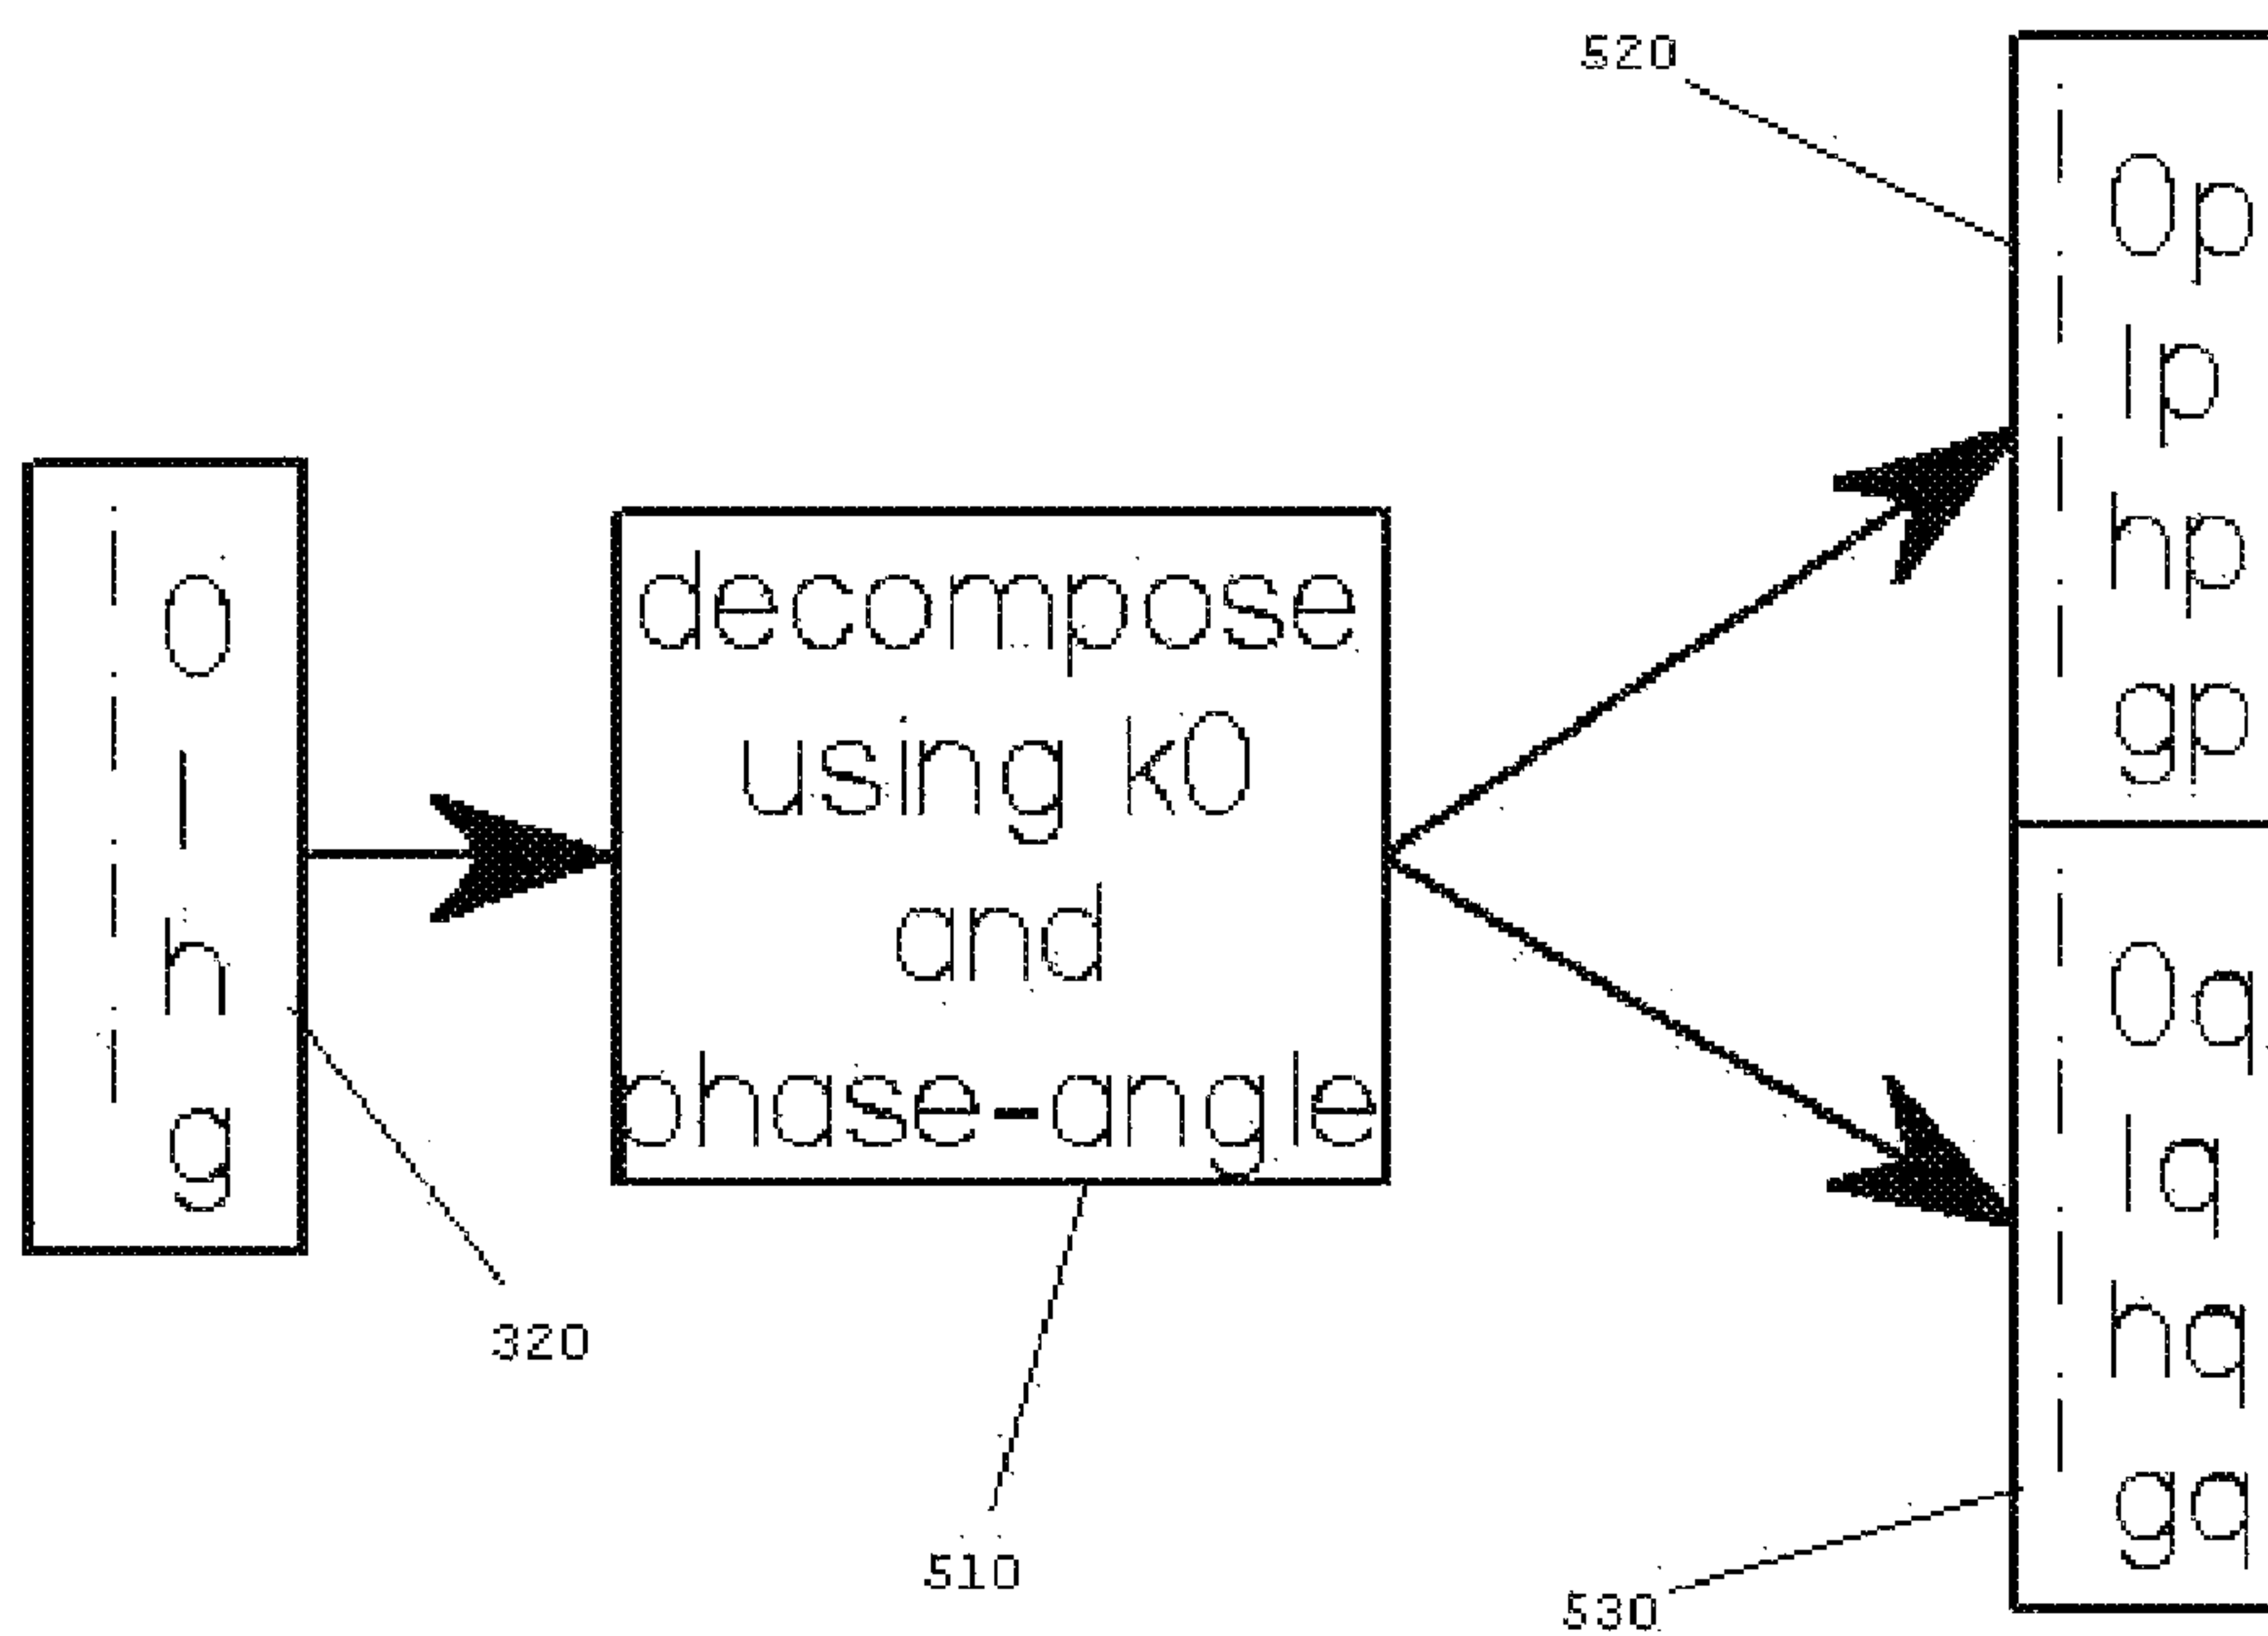 520
i 0p
i lp
i hp
i gp
i 0
i l
i h
i g
decompose
using k0
and
phase-angle
i 0q
i lq
i hq
i gq
320
510
530